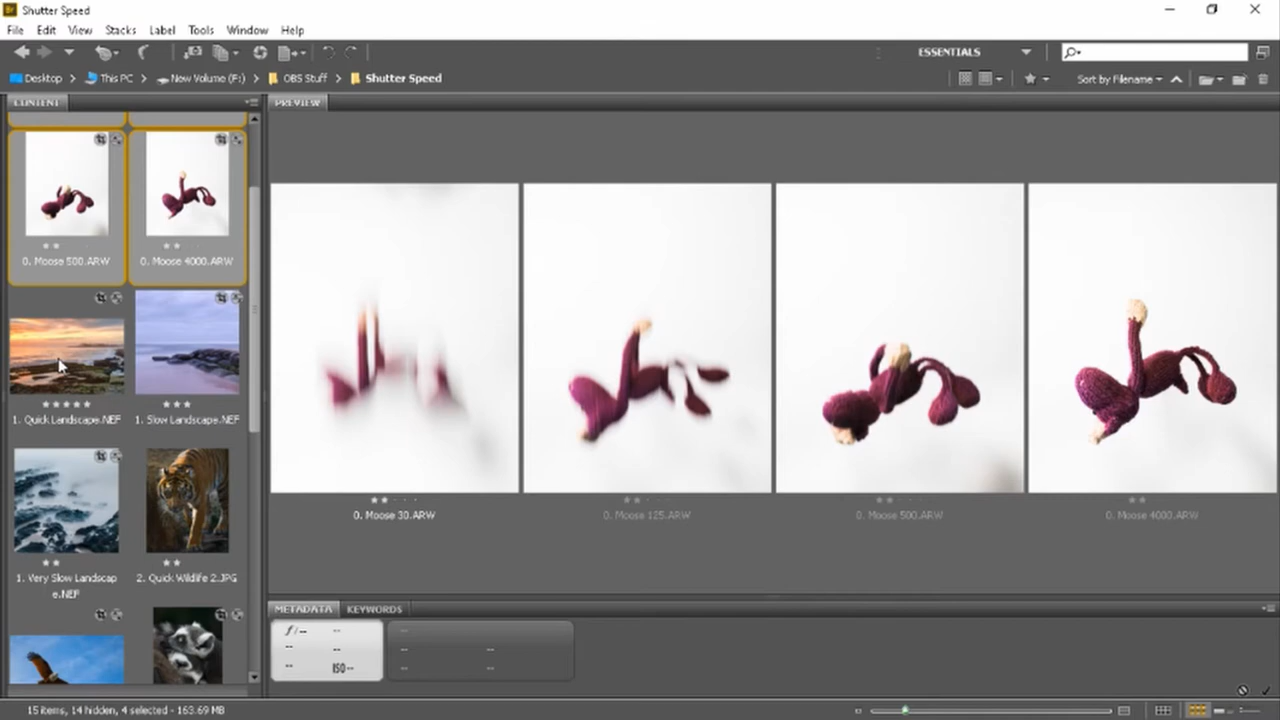 Br Shutter Speed
File Edit View Stacks Label Tools Window Help
ESSENTIALS
Desktop This PC New Volume (F:) OBS Stuff Shutter Speed
Sort by Filename
CONTENT
PREVIEW
0. Moose 500.ARW
0. Moose 4000.ARW
1. Quick Landscape.NEF
1. Slow Landscape.NEF
1. Very Slow Landscap
e.NEF
2. Quick Wildlife 2.JPG
0. Moose 30.ARW
0. Moose 125.ARW
0. Moose 500.ARW
0. Moose 4000.ARW
METADATA KEYWORDS
f/-- --
-- --
-- ISO--
--
-- --
-- --
15 items, 14 hidden, 4 selected - 163.69 MB